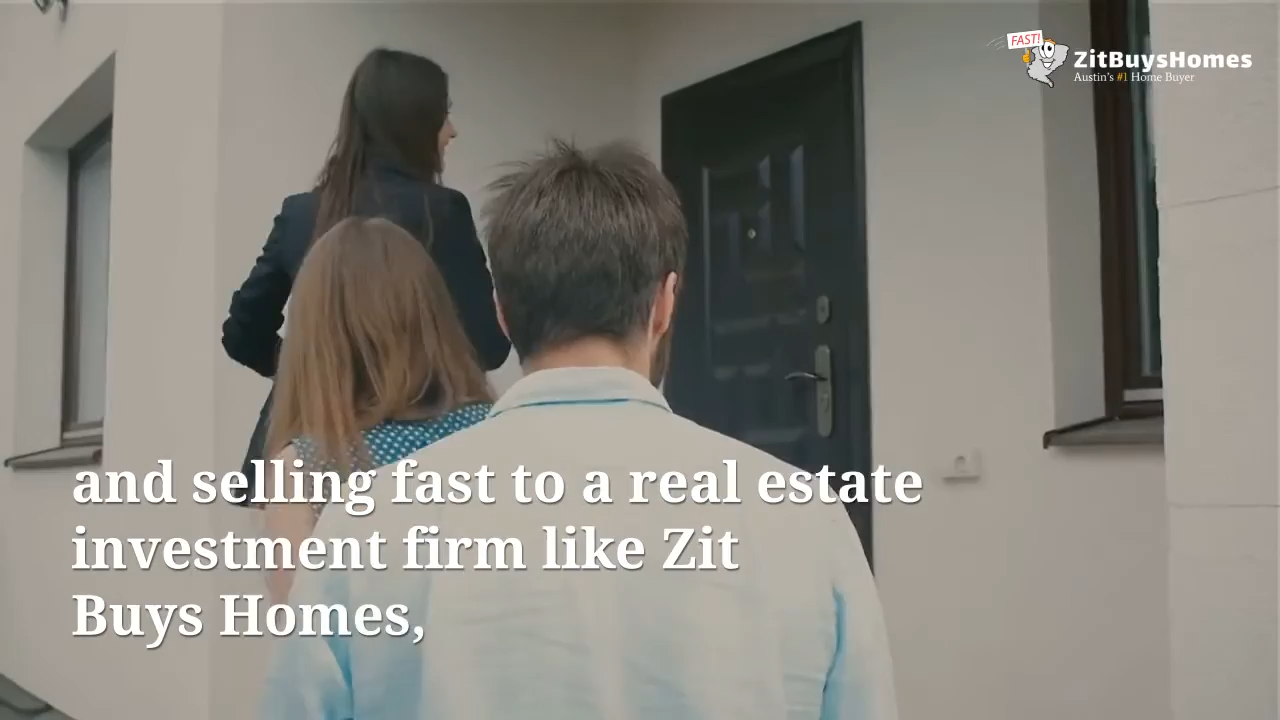 FAST!
ZitBuysHomes
Austin's #1 Home Buyer
and selling fast to a real estate
investment firm like Zit
Buys Homes,